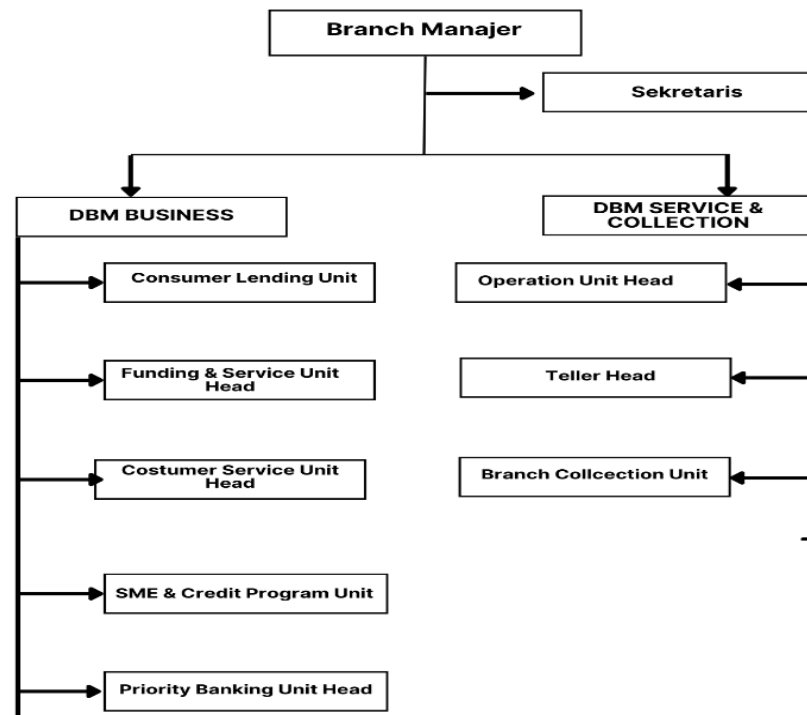 Branch Manajer
Sekretaris
DBM BUSINESS
DBM SERVICE &
COLLECTION
Consumer Lending Unit
Operation Unit Head
Funding & Service Unit
Head
Teller Head
Costumer Service Unit
Head
Branch Collcection Unit
SME & Credit Program Unit
Priority Banking Unit Head